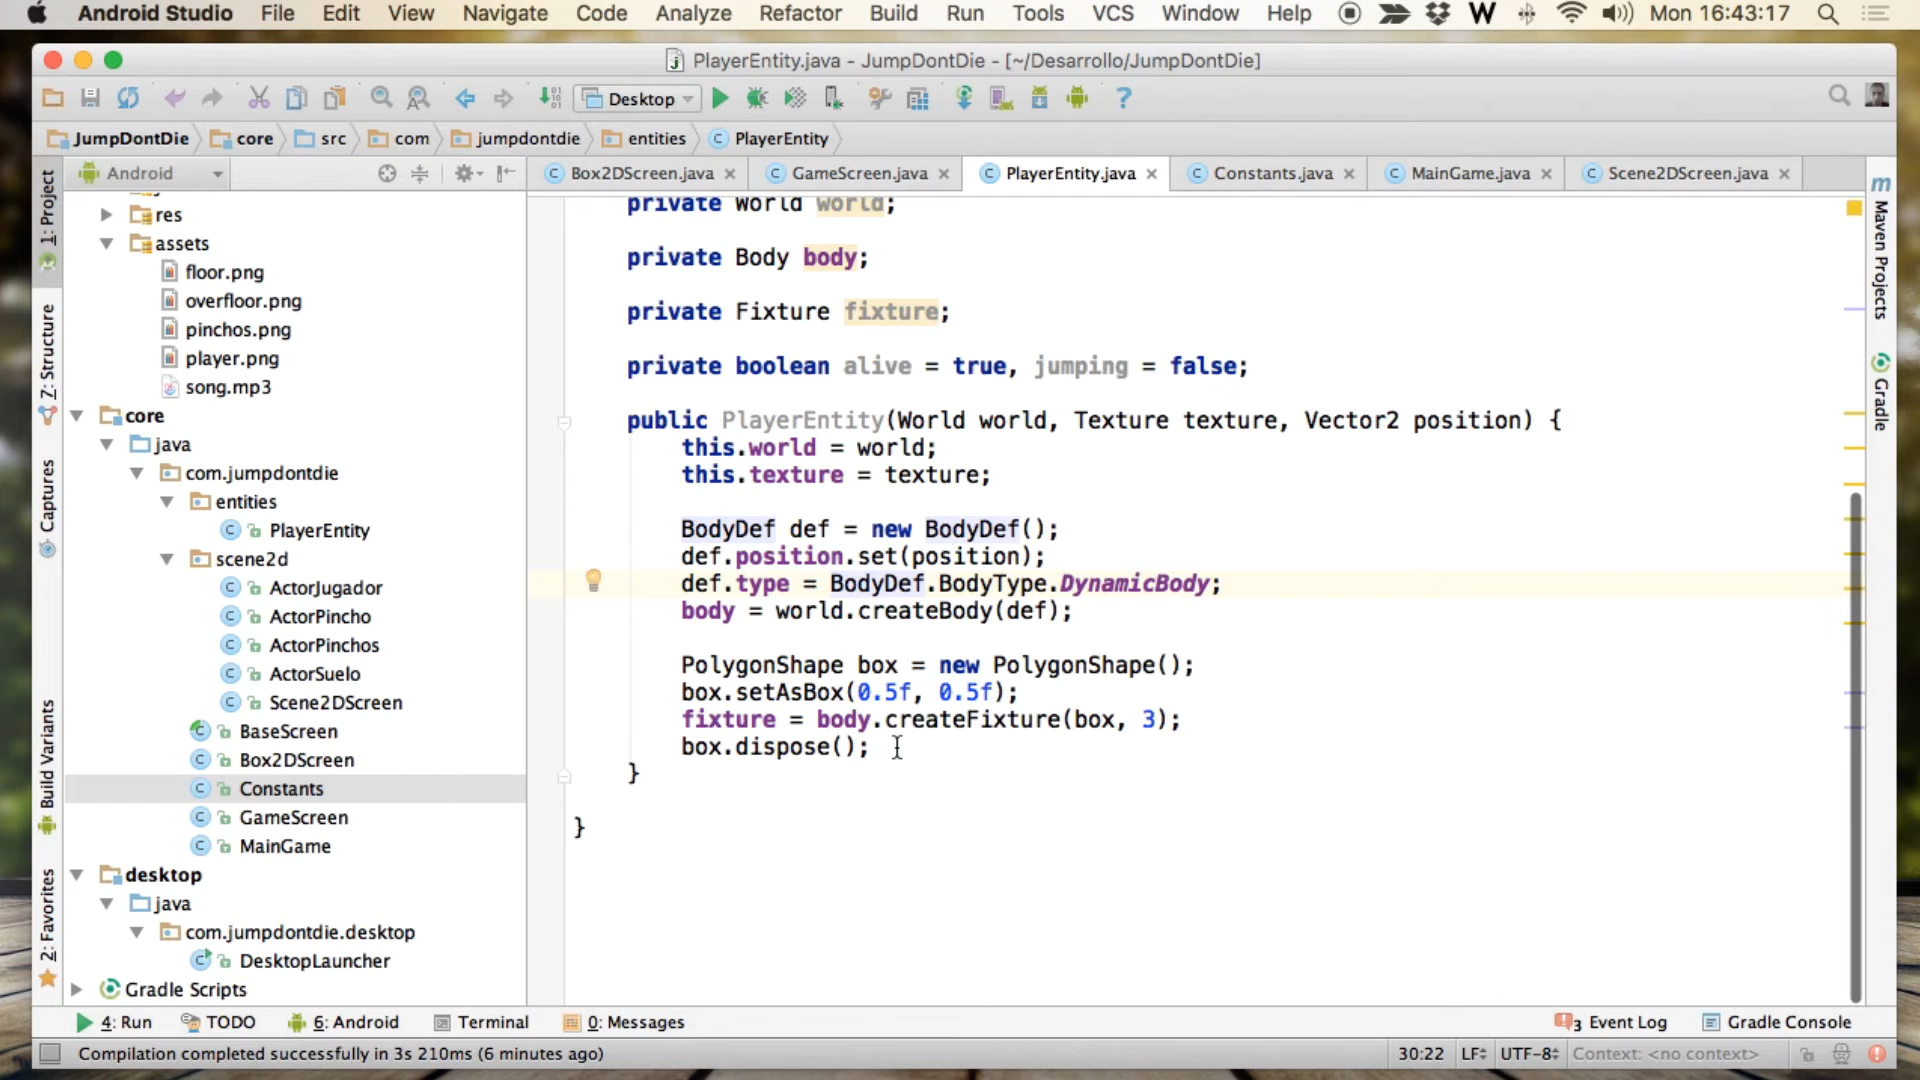 Android Studio File Edit View Navigate Code Analyze Refactor Build Run Tools VCS Window Help W Mon 16:43:17
PlayerEntity.java - JumpDontDie - [~/Desarrollo/JumpDontDie]
Desktop
JumpDontDie core src com jumpdontdie entities PlayerEntity
Android
Box2DScreen.java GameScreen.java PlayerEntity.java Constants.java MainGame.java Scene2DScreen.java
1: Project
Z: Structure
Captures
Build Variants
2: Favorites
res
assets
floor.png
overfloor.png
pinchos.png
player.png
song.mp3
core
java
com.jumpdontdie
entities
PlayerEntity
scene2d
ActorJugador
ActorPincho
ActorPinchos
ActorSuelo
Scene2DScreen
BaseScreen
Box2DScreen
Constants
GameScreen
MainGame
desktop
java
com.jumpdontdie.desktop
DesktopLauncher
Gradle Scripts
private World world;
private Body body;
private Fixture fixture;
private boolean alive = true, jumping = false;
public PlayerEntity(World world, Texture texture, Vector2 position) {
this.world = world;
this.texture = texture;
BodyDef def = new BodyDef();
def.position.set(position);
def.type = BodyDef.BodyType.DynamicBody;
body = world.createBody(def);
PolygonShape box = new PolygonShape();
box.setAsBox(0.5f, 0.5f);
fixture = body.createFixture(box, 3);
box.dispose();
}
}
Maven Projects
Gradle
4: Run TODO 6: Android Terminal 0: Messages 3 Event Log Gradle Console
Compilation completed successfully in 3s 210ms (6 minutes ago) 30:22 LF UTF-8 Context: <no context>